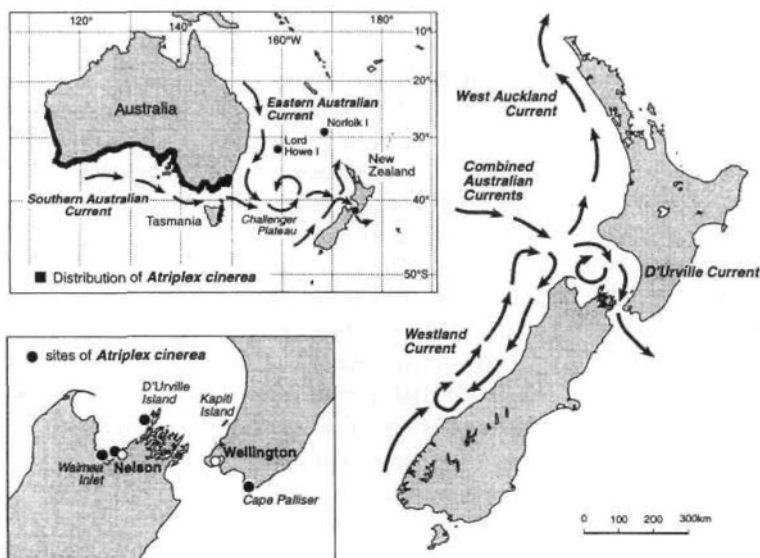 120°
140°
160°W
180°
10°
20°
30°
40°
50°S
Australia
Eastern Australian
Current
Norfolk I
Lord
Howe I
New
Zealand
Southern Australian
Current
Tasmania
Challenger
Plateau
Distribution of Atriplex cinerea
sites of Atriplex cinerea
D'Urville
Island
Kapiti
Island
Waimea
Inlet
Nelson
Wellington
Cape Palliser
West Auckland
Current
Combined
Australian
Currents
D'Urville Current
Westland
Current
0 100 200 300km